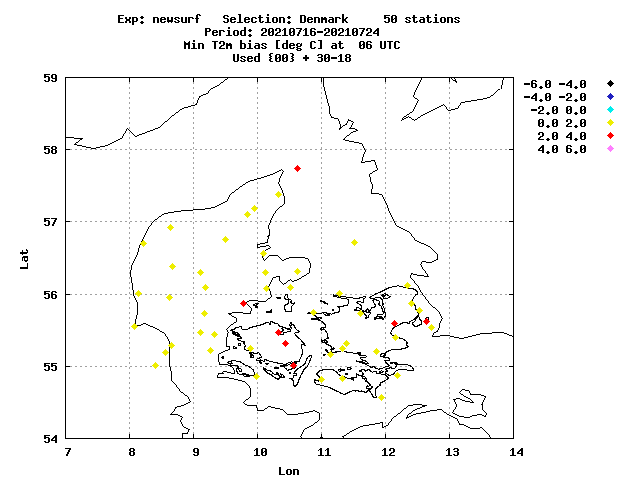 Exp: newsurf Selection: Denmark 50 stations
Period: 20210716-20210724
Min T2m bias [deg C] at 06 UTC
Used {00} + 30-18
59
58
57
56
55
54
Lat
7 8 9 10 11 12 13 14
Lon
-6.0 -4.0
-4.0 -2.0
-2.0 0.0
0.0 2.0
2.0 4.0
4.0 6.0